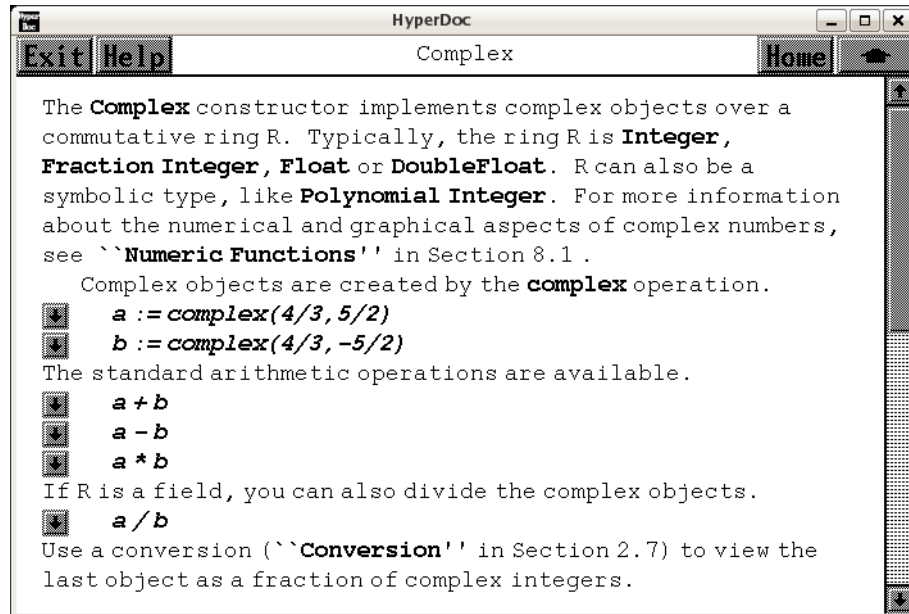 Hyper Doc
HyperDoc
Exit Help Complex Home
The Complex constructor implements complex objects over a
commutative ring R. Typically, the ring R is Integer,
Fraction Integer, Float or DoubleFloat. R can also be a
symbolic type, like Polynomial Integer. For more information
about the numerical and graphical aspects of complex numbers,
see ``Numeric Functions'' in Section 8.1 .
Complex objects are created by the complex operation.
a := complex(4/3,5/2)
b := complex(4/3,-5/2)
The standard arithmetic operations are available.
a + b
a - b
a * b
If R is a field, you can also divide the complex objects.
a / b
Use a conversion (``Conversion'' in Section 2.7) to view the
last object as a fraction of complex integers.